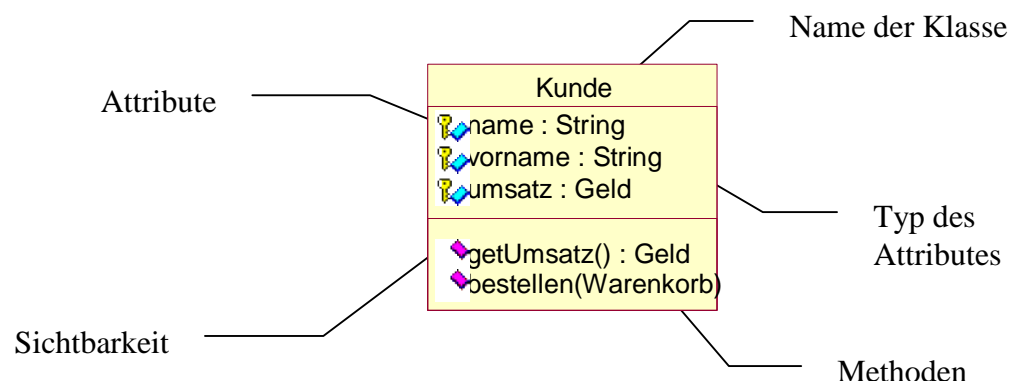 Name der Klasse
Kunde
Attribute
name : String
vorname : String
umsatz : Geld
Typ des
Attributes
getUmsatz() : Geld
bestellen(Warenkorb)
Sichtbarkeit
Methoden